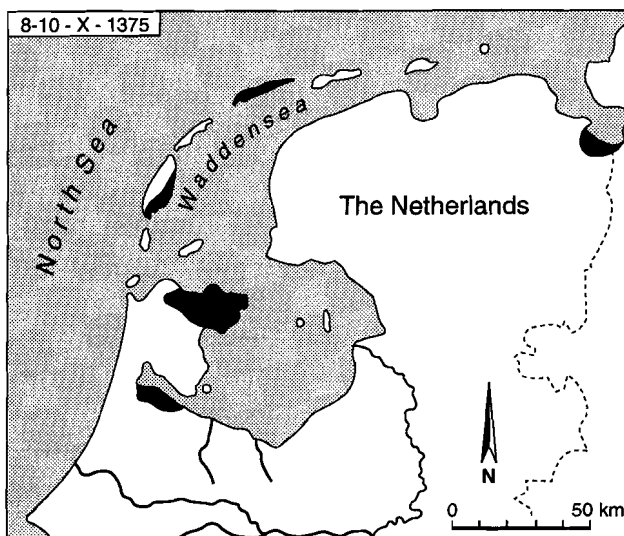 8-10 - X - 1375
North Sea
Waddensea
The Netherlands
N
0 50 km